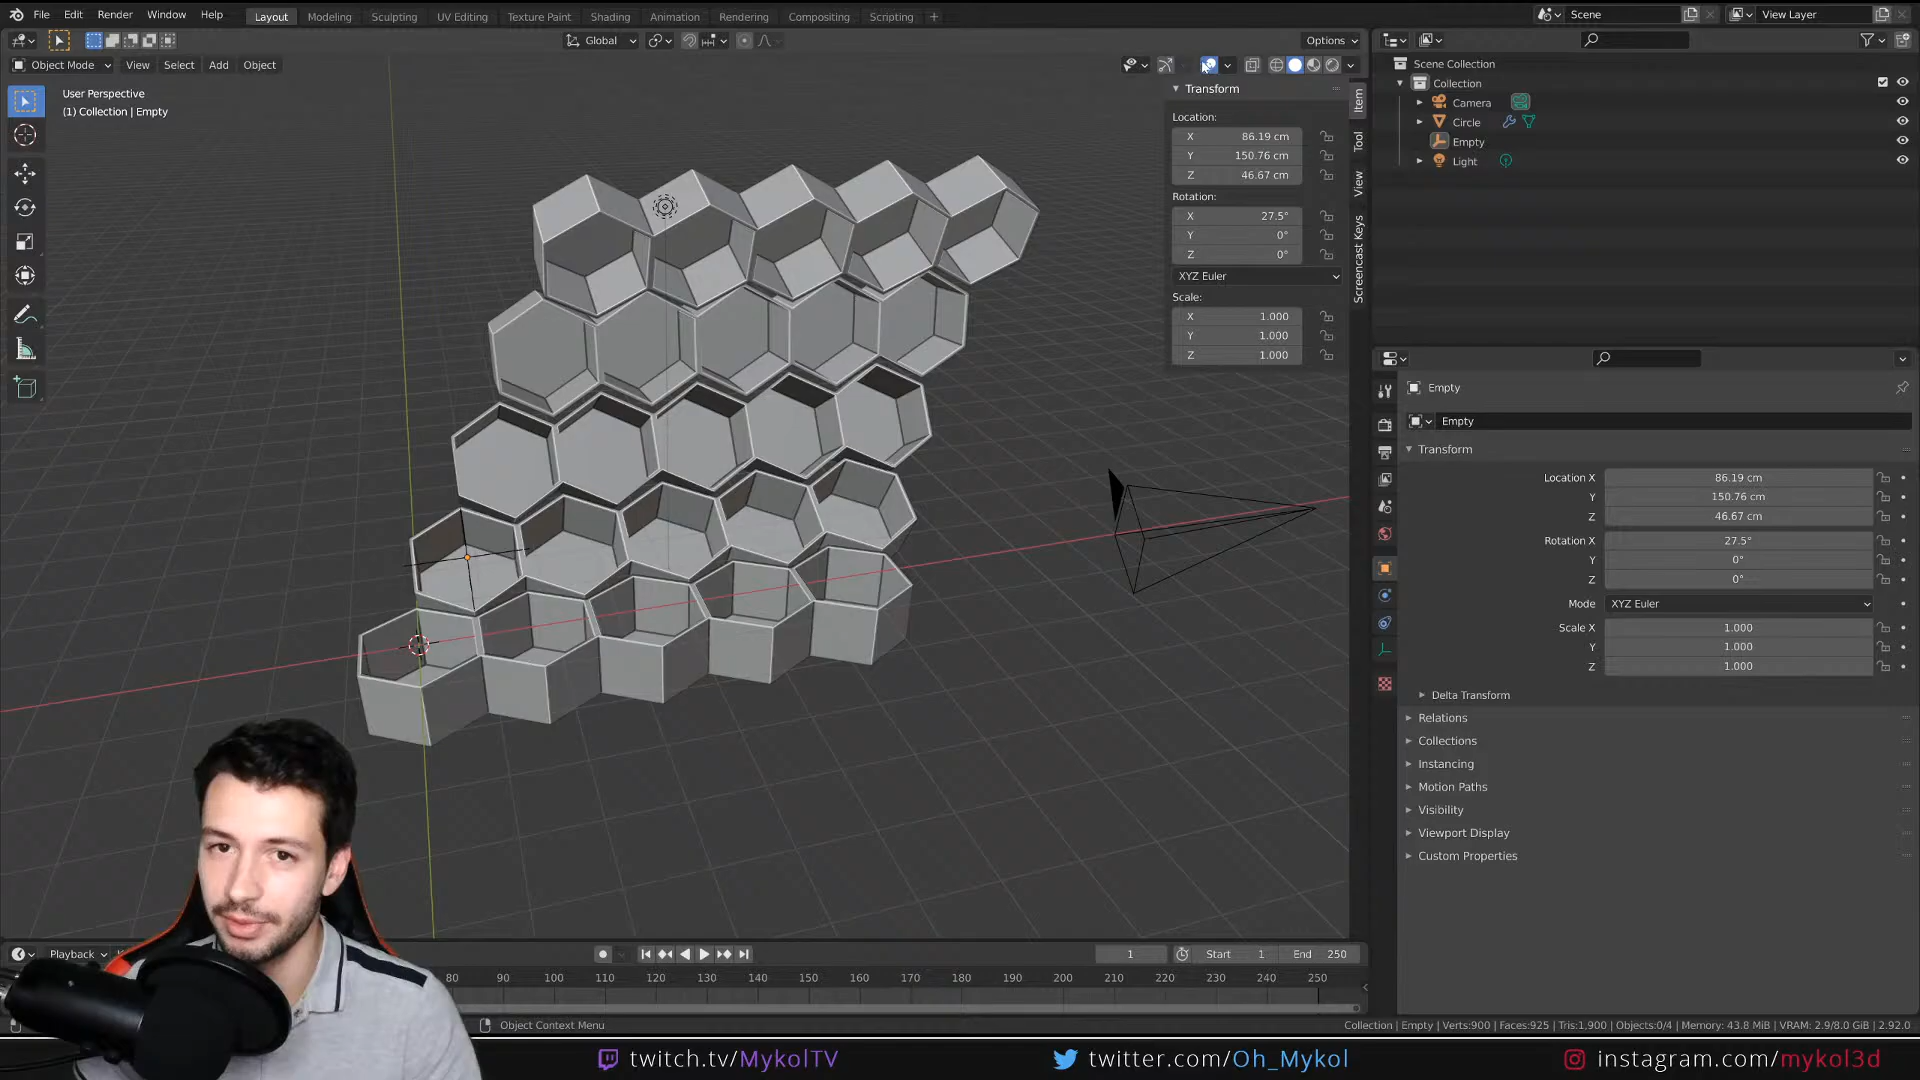 File Edit Render Window Help Layout Modeling Sculpting UV Editing Texture Paint Shading Animation Rendering Compositing Scripting + Scene View Layer
Global Options
Object Mode View Select Add Object
User Perspective
(1) Collection | Empty
Transform
Location:
X 86.19 cm
Y 150.76 cm
Z 46.67 cm
Rotation:
X 27.5°
Y 0°
Z 0°
XYZ Euler
Scale:
X 1.000
Y 1.000
Z 1.000
Item
Tool
View
Screencast Keys
Scene Collection
Collection
Camera
Circle
Empty
Light
Empty
Empty
Transform
Location X 86.19 cm
Y 150.76 cm
Z 46.67 cm
Rotation X 27.5°
Y 0°
Z 0°
Mode XYZ Euler
Scale X 1.000
Y 1.000
Z 1.000
Delta Transform
Relations
Collections
Instancing
Motion Paths
Visibility
Viewport Display
Custom Properties
Playback 1 Start 1 End 250
80 90 100 110 120 130 140 150 160 170 180 190 200 210 220 230 240 250
Object Context Menu
Collection | Empty | Verts:900 | Faces:925 | Tris:1,900 | Objects:0/4 | Memory: 43.8 MiB | VRAM: 2.9/8.0 GiB | 2.92.0
twitch.tv/MykolTV twitter.com/Oh_Mykol instagram.com/mykol3d